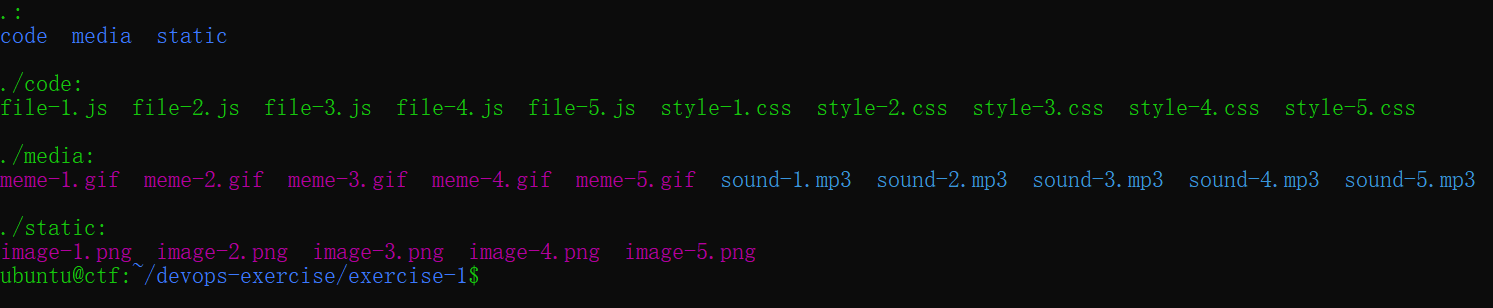 .:
code  media  static
./code:
file-1.js  file-2.js  file-3.js  file-4.js  file-5.js  style-1.css  style-2.css  style-3.css  style-4.css  style-5.css
./media:
meme-1.gif  meme-2.gif  meme-3.gif  meme-4.gif  meme-5.gif  sound-1.mp3  sound-2.mp3  sound-3.mp3  sound-4.mp3  sound-5.mp3
./static:
image-1.png  image-2.png  image-3.png  image-4.png  image-5.png
ubuntu@ctf:~/devops-exercise/exercise-1$